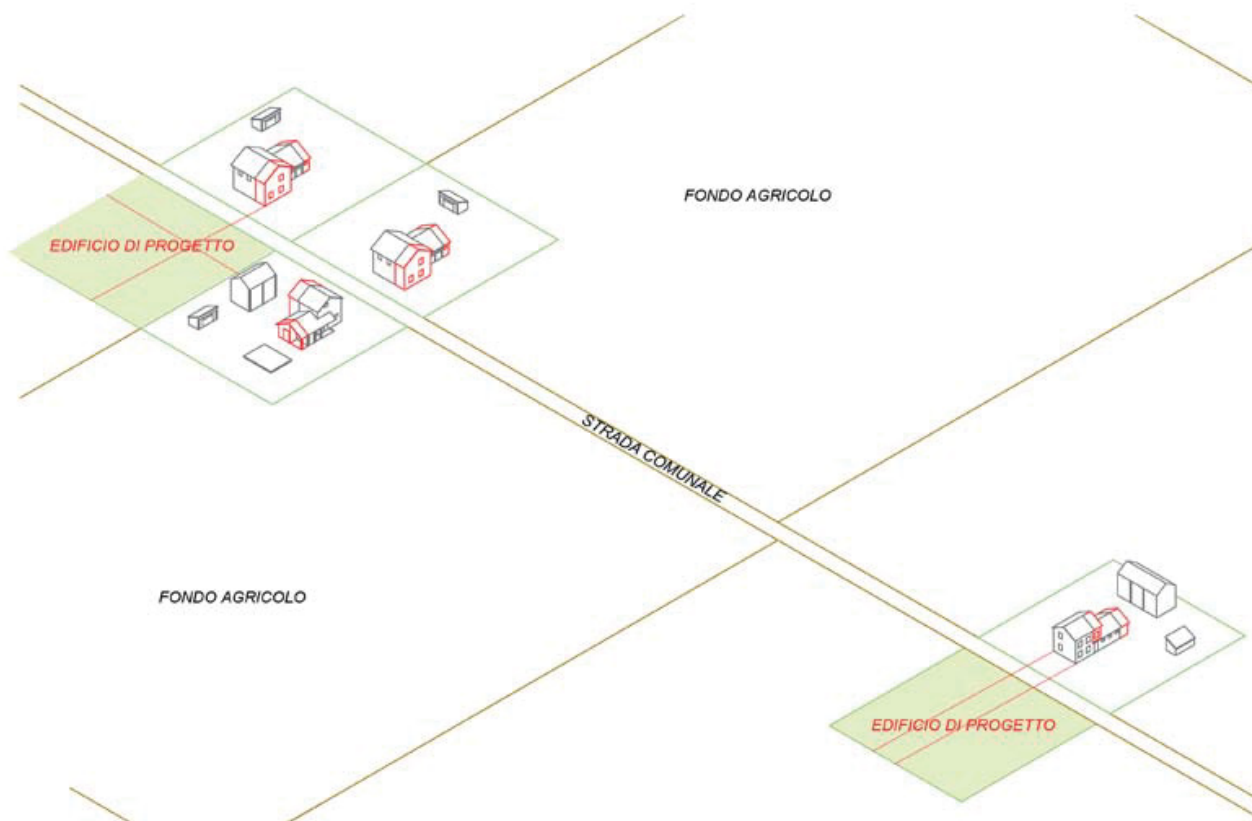 FONDO AGRICOLO
EDIFICIO DI PROGETTO
STRADA COMUNALE
FONDO AGRICOLO
EDIFICIO DI PROGETTO